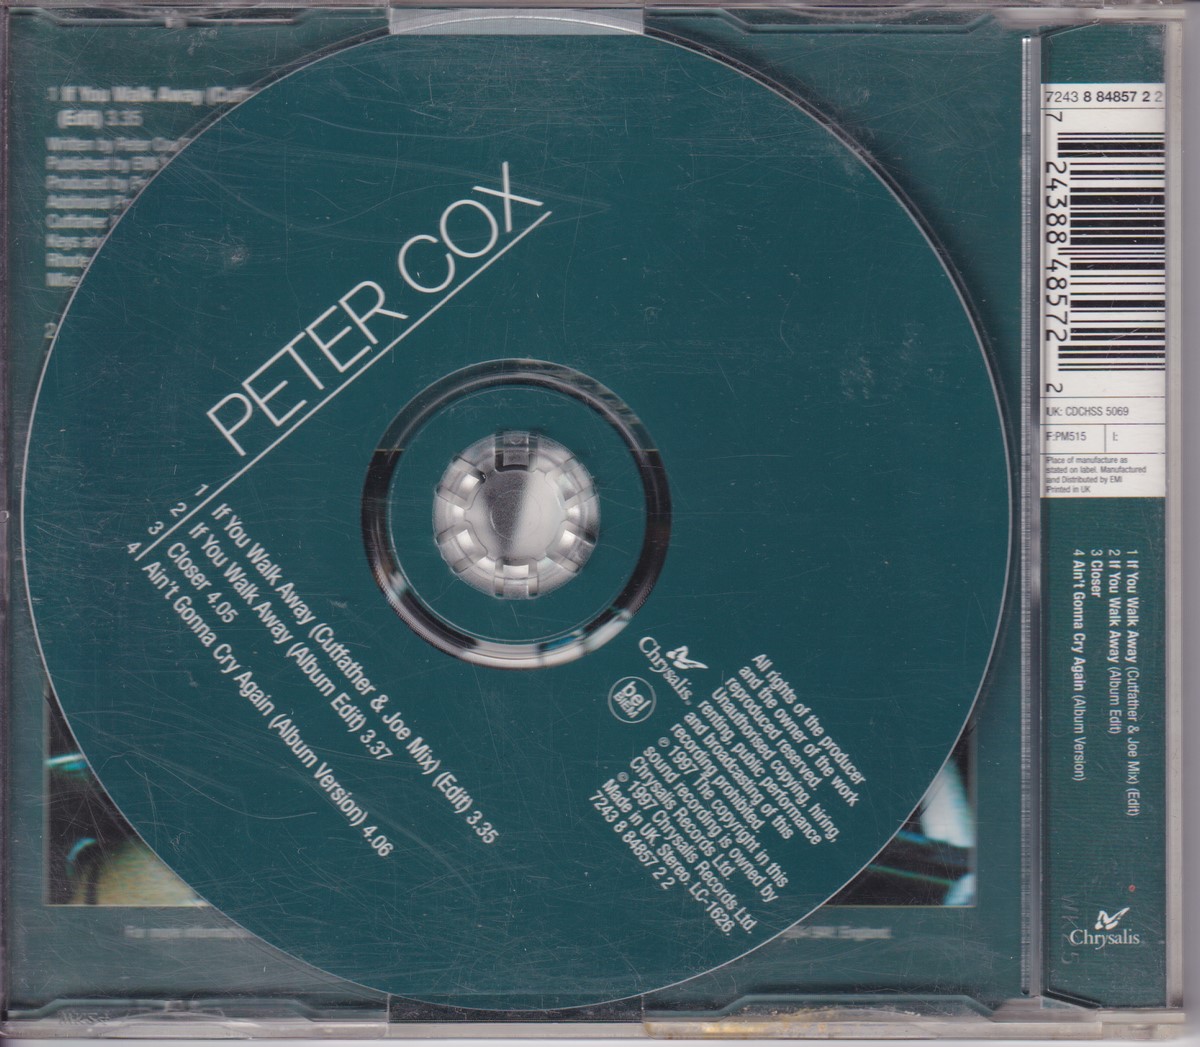 1 If You Walk Away (Cutf
(Edit) 3.35
Written by Peter Cox
2
PETER COX
1 If You Walk Away (Cutfather & Joe Mix) (Edit) 3.35
2 If You Walk Away (Album Edit) 3.37
3 Closer 4.05
4 Ain't Gonna Cry Again (Album Version) 4.06
Chrysalis®
bel
BIEM
All rights of the producer
and the owner of the work
reproduced reserved.
Unauthorised copying, hiring,
renting, public performance
and broadcasting of this
recording prohibited.
℗ 1997 The copyright in this
sound recording is owned by
Chrysalis Records Ltd.
© 1997 Chrysalis Records Ltd.
Made in UK. Stereo. LC-1626.
7243 8 84857 2 2
7243 8 84857 2 2
7 24388 48572 2
UK: CDCHSS 5069
F:PM515
I:
Place of manufacture as
stated on label. Manufactured
and Distributed by EMI
Printed in UK
1 If You Walk Away (Cutfather & Joe Mix) (Edit)
2 If You Walk Away (Album Edit)
3 Closer
4 Ain't Gonna Cry Again (Album Version)
Chrysalis